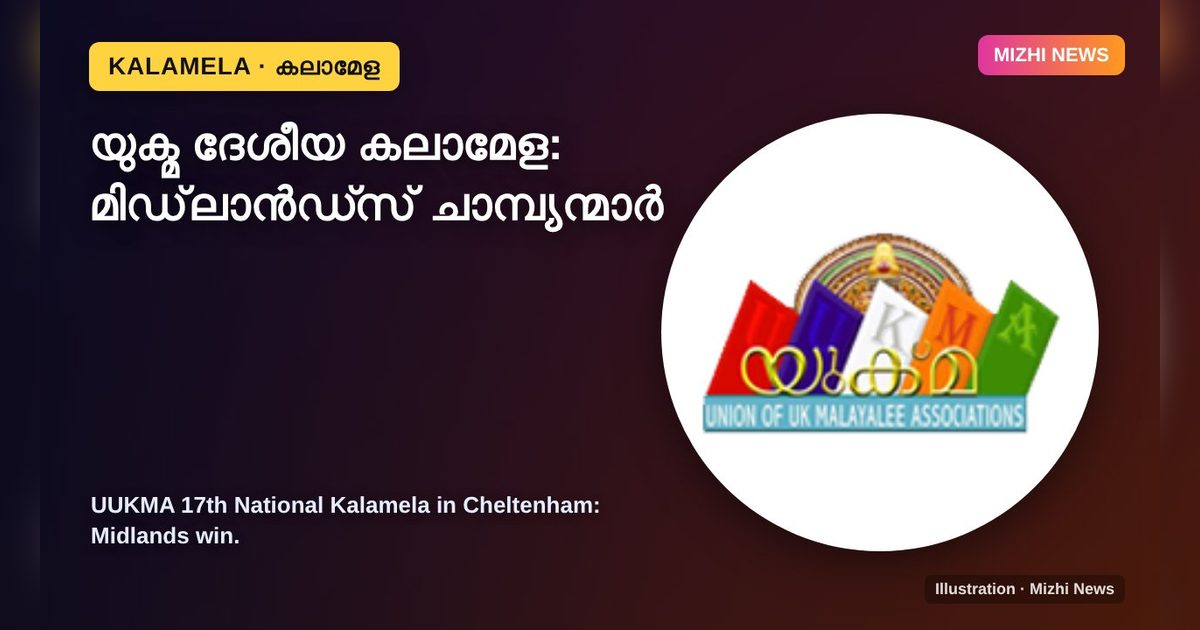 KALAMELA · കലാമേള
MIZHI NEWS
യുക്മ ദേശീയ കലാമേള:
മിഡ്‌ലാൻഡ്സ് ചാമ്പ്യന്മാർ
U U K M A
യുക്മ
UNION OF UK MALAYALEE ASSOCIATIONS
UUKMA 17th National Kalamela in Cheltenham:
Midlands win.
Illustration · Mizhi News